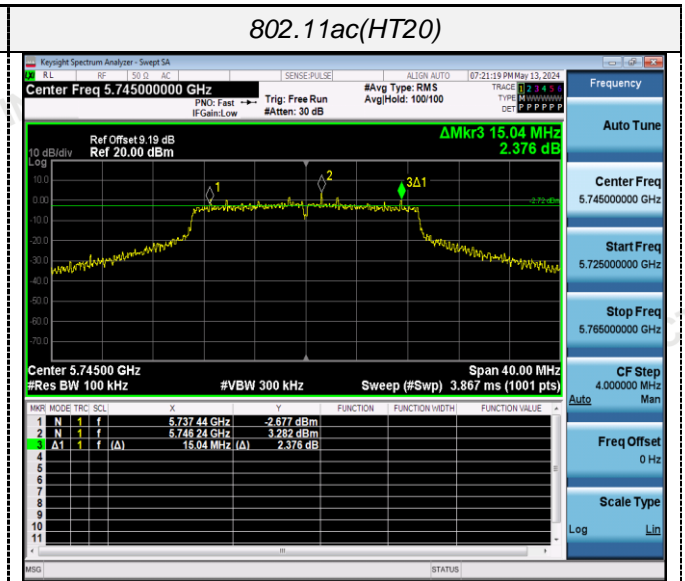 802.11ac(HT20)
Keysight Spectrum Analyzer - Swept SA
RL RF 50 Ω AC SENSE:PULSE ALIGN AUTO 07:21:19 PM May 13, 2024
Center Freq 5.745000000 GHz
PNO: Fast
IFGain:Low
Trig: Free Run
#Atten: 30 dB
#Avg Type: RMS
Avg|Hold: 100/100
TRACE 1 2 3 4 5 6
TYPE M W W W W W
DET P P P P P P
Frequency
Auto Tune
Center Freq
5.745000000 GHz
Start Freq
5.725000000 GHz
Stop Freq
5.765000000 GHz
CF Step
4.000000 MHz
Auto Man
Freq Offset
0 Hz
Scale Type
Log Lin
Ref Offset 9.19 dB
Ref 20.00 dBm
10 dB/div
Log
ΔMkr3 15.04 MHz
2.376 dB
10.0
0.00
-10.0
-20.0
-30.0
-40.0
-50.0
-60.0
-70.0
1
2
3Δ1
-2.72 dBm
Center 5.74500 GHz Span 40.00 MHz
#Res BW 100 kHz #VBW 300 kHz Sweep (#Swp) 3.867 ms (1001 pts)
MKR MODE TRC SCL X Y FUNCTION FUNCTION WIDTH FUNCTION VALUE
1 N 1 f 5.737 44 GHz -2.677 dBm
2 N 1 f 5.746 24 GHz 3.282 dBm
3 Δ1 1 f (Δ) 15.04 MHz (Δ) 2.376 dB
4
5
6
7
8
9
10
11
MSG STATUS